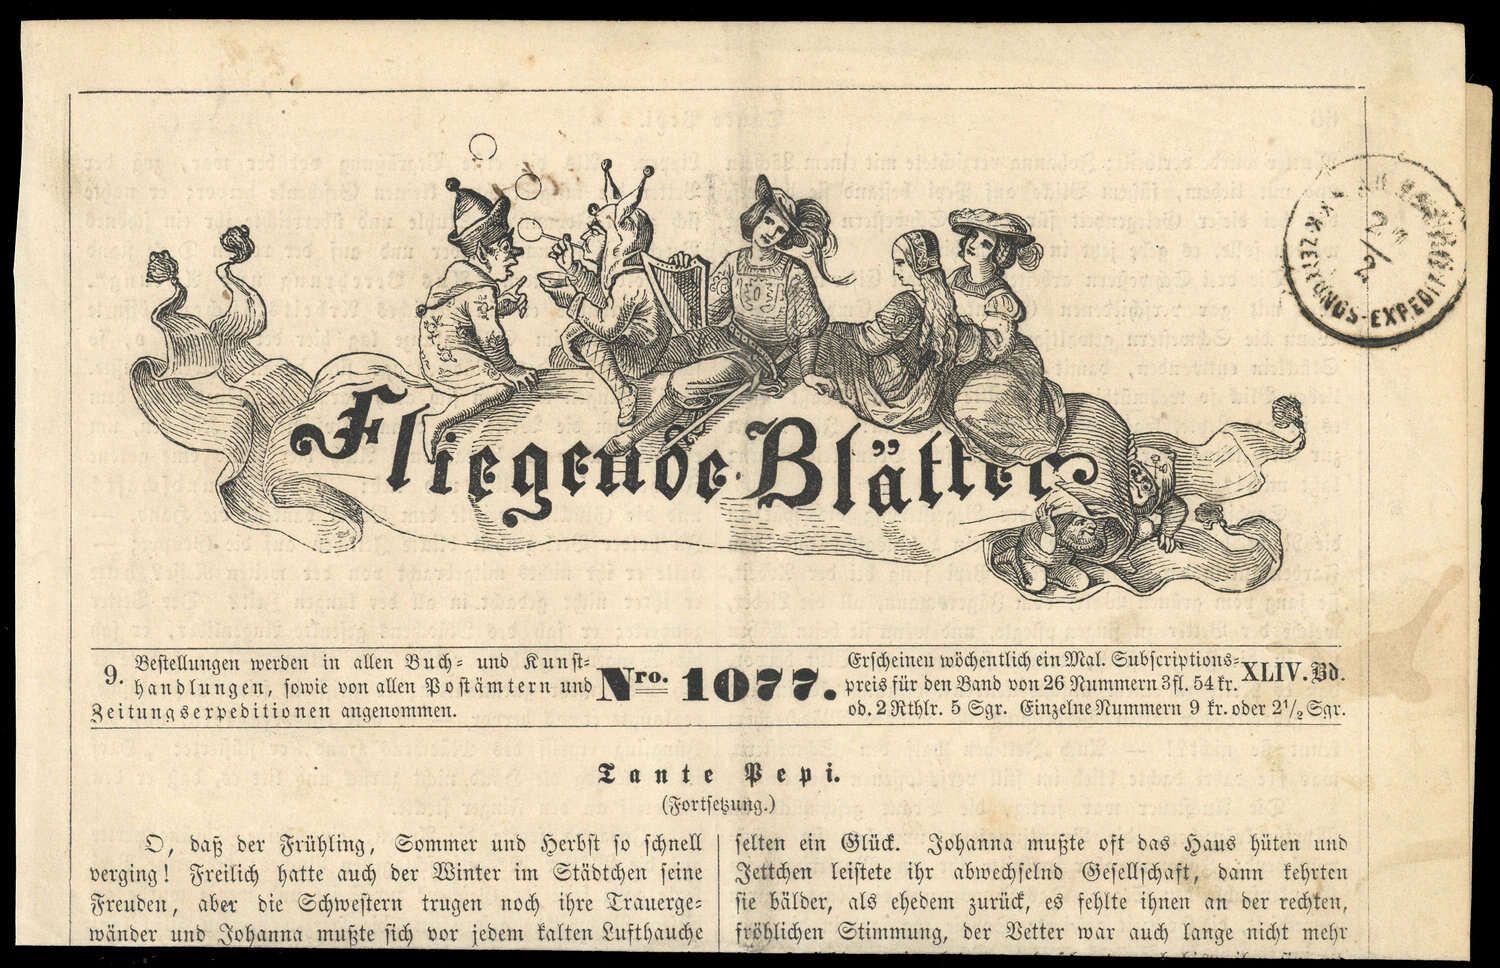 Fliegende Blätter
2/2
K.K. ZEITUNGS-EXPEDITION
9. Bestellungen werden in allen Buch- und Kunst-
handlungen, sowie von allen Postämtern und
Zeitungsexpeditionen angenommen.
Nro. 1077.
Erscheinen wöchentlich ein Mal. Subscriptions-
preis für den Band von 26 Nummern 3 fl. 54 kr.
od. 2 Rthlr. 5 Sgr. Einzelne Nummern 9 kr. oder 2½ Sgr.
XLIV. Bd.
Tante Pepi.
(Fortsetzung.)
O, daß der Frühling, Sommer und Herbst so schnell
verging! Freilich hatte auch der Winter im Städtchen seine
Freuden, aber die Schwestern trugen noch ihre Trauerge-
wänder und Johanna mußte sich vor jedem kalten Lufthauche
selten ein Glück. Johanna mußte oft das Haus hüten und
Jettchen leistete ihr abwechselnd Gesellschaft, dann kehrten
sie bälder, als ehedem zurück, es fehlte ihnen an der rechten,
fröhlichen Stimmung, der Vetter war auch lange nicht mehr